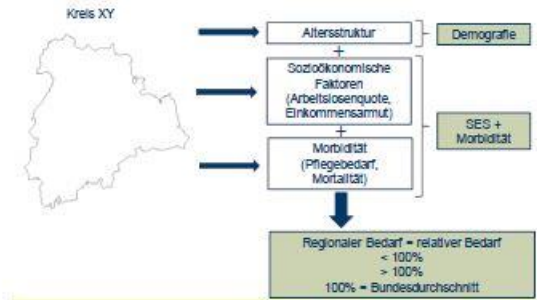 Kreis XY
Altersstruktur
+
Sozioökonomische
Faktoren
(Arbeitslosenquote,
Einkommensarmut)
+
Morbidität
(Pflegebedarf,
Mortalität)
Demografie
SES +
Morbidität
Regionaler Bedarf = relativer Bedarf
< 100%
> 100%
100% = Bundesdurchschnitt